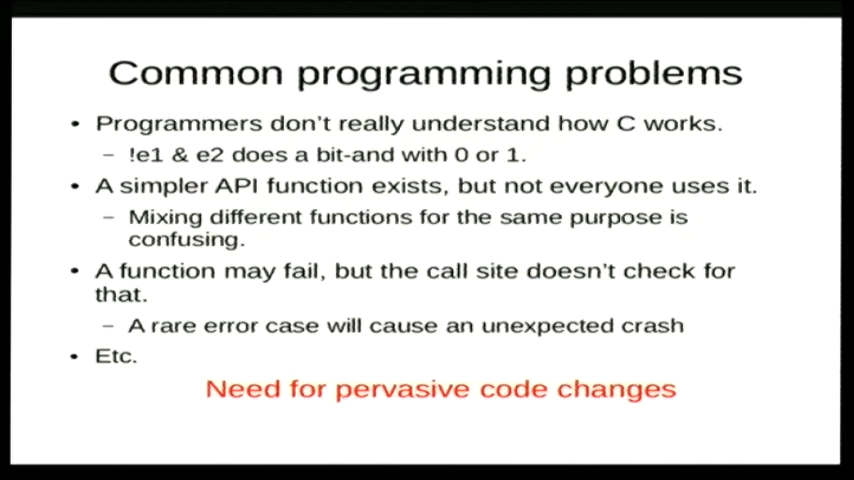 Common programming problems
• Programmers don't really understand how C works.
– !e1 & e2 does a bit-and with 0 or 1.
• A simpler API function exists, but not everyone uses it.
– Mixing different functions for the same purpose is
confusing.
• A function may fail, but the call site doesn't check for
that.
– A rare error case will cause an unexpected crash
• Etc.
Need for pervasive code changes